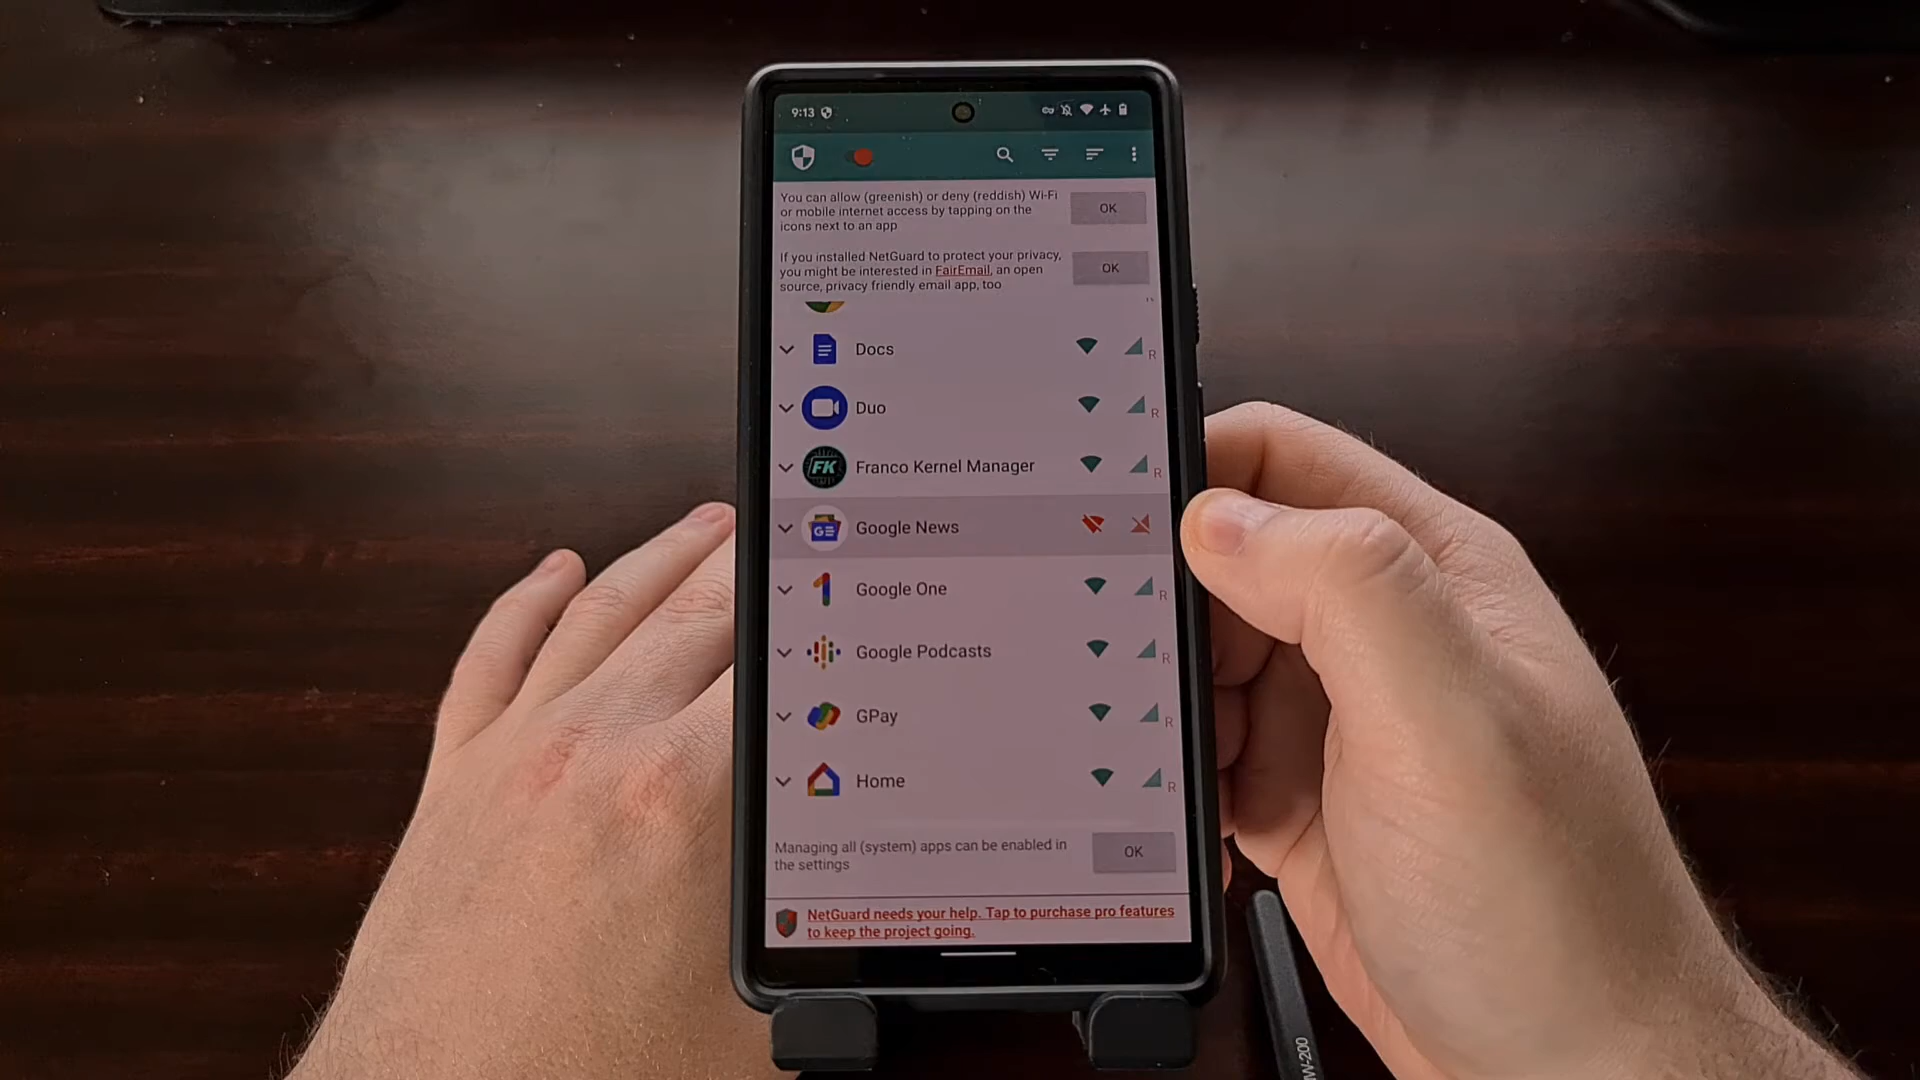 9:13
You can allow (greenish) or deny (reddish) Wi-Fi
or mobile internet access by tapping on the
icons next to an app
OK
If you installed NetGuard to protect your privacy,
you might be interested in FairEmail, an open
source, privacy friendly email app, too
OK
Docs
R
Duo
R
FK
Franco Kernel Manager
R
GE
Google News
1
Google One
R
Google Podcasts
R
GPay
R
Home
R
Managing all (system) apps can be enabled in
the settings
OK
NetGuard needs your help. Tap to purchase pro features
to keep the project going.